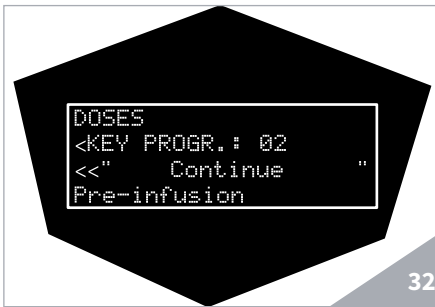 DOSES
<KEY PROGR.: 02
<<" Continue "
Pre-infusion
32